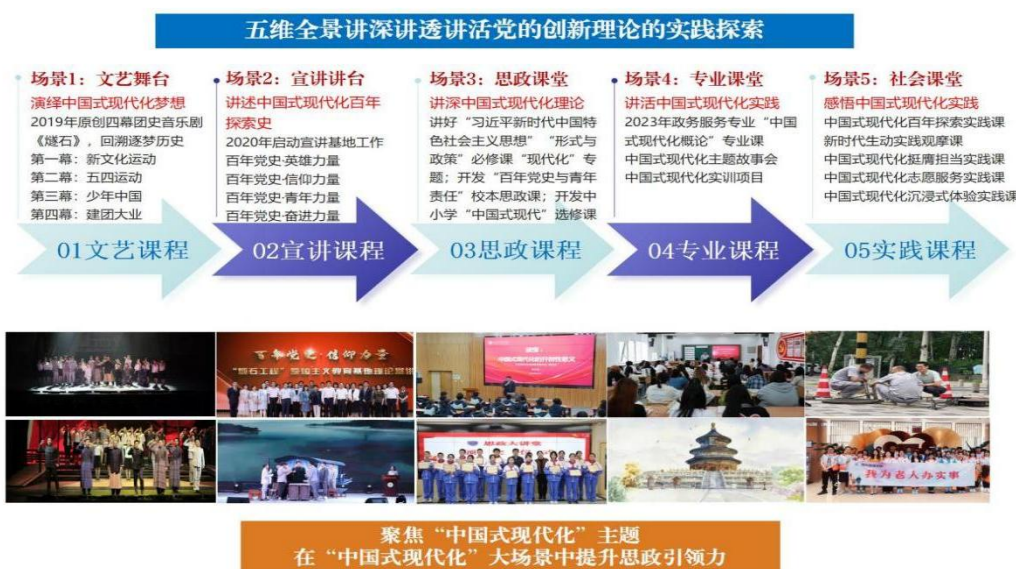 五维全景讲深讲透讲活党的创新理论的实践探索
场景1：文艺舞台
演绎中国式现代化梦想
2019年原创四幕团史音乐剧
《燧石》，回溯逐梦历史
第一幕：新文化运动
第二幕：五四运动
第三幕：少年中国
第四幕：建团大业
场景2：宣讲讲台
讲述中国式现代化百年
探索史
2020年启动宣讲基地工作
百年党史·英雄力量
百年党史·信仰力量
百年党史·青年力量
百年党史·奋进力量
场景3：思政课堂
讲深中国式现代化理论
讲好“习近平新时代中国特
色社会主义思想”“形式与
政策”必修课“现代化”专
题；开发“百年党史与青年
责任”校本思政课；开发中
小学“中国式现代”选修课
场景4：专业课堂
讲活中国式现代化实践
2023年政务服务专业“中国
式现代化概论”专业课
中国式现代化主题故事会
中国式现代化实训项目
场景5：社会课堂
感悟中国式现代化实践
中国式现代化百年探索实践课
新时代生动实践观摩课
中国式现代化挺膺担当实践课
中国式现代化志愿服务实践课
中国式现代化沉浸式体验实践课
01文艺课程
02宣讲课程
03思政课程
04专业课程
05实践课程
百年党史·信仰力量
思政大讲堂
我为老人办实事
聚焦“中国式现代化”主题
在“中国式现代化”大场景中提升思政引领力